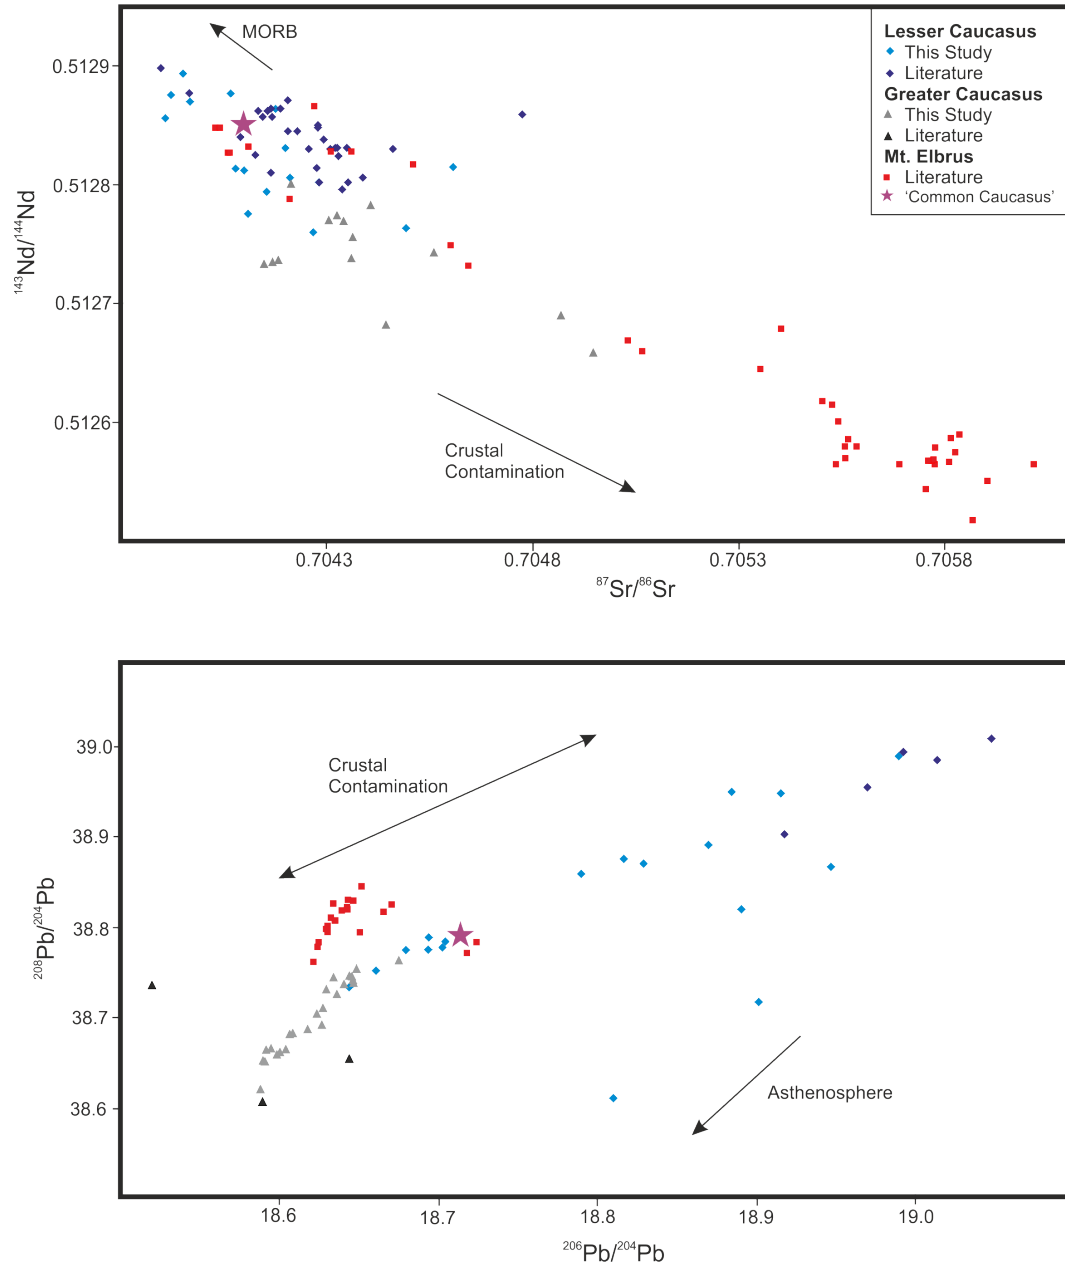 MORB
Lesser Caucasus
This Study
Literature
Greater Caucasus
This Study
Literature
Mt. Elbrus
Literature
‘Common Caucasus’
0.5129
0.5128
0.5127
0.5126
¹⁴³Nd/¹⁴⁴Nd
Crustal
Contamination
0.7043
0.7048
0.7053
0.7058
⁸⁷Sr/⁸⁶Sr
39.0
38.9
38.8
38.7
38.6
²⁰⁸Pb/²⁰⁴Pb
Crustal
Contamination
Asthenosphere
18.6
18.7
18.8
18.9
19.0
²⁰⁶Pb/²⁰⁴Pb